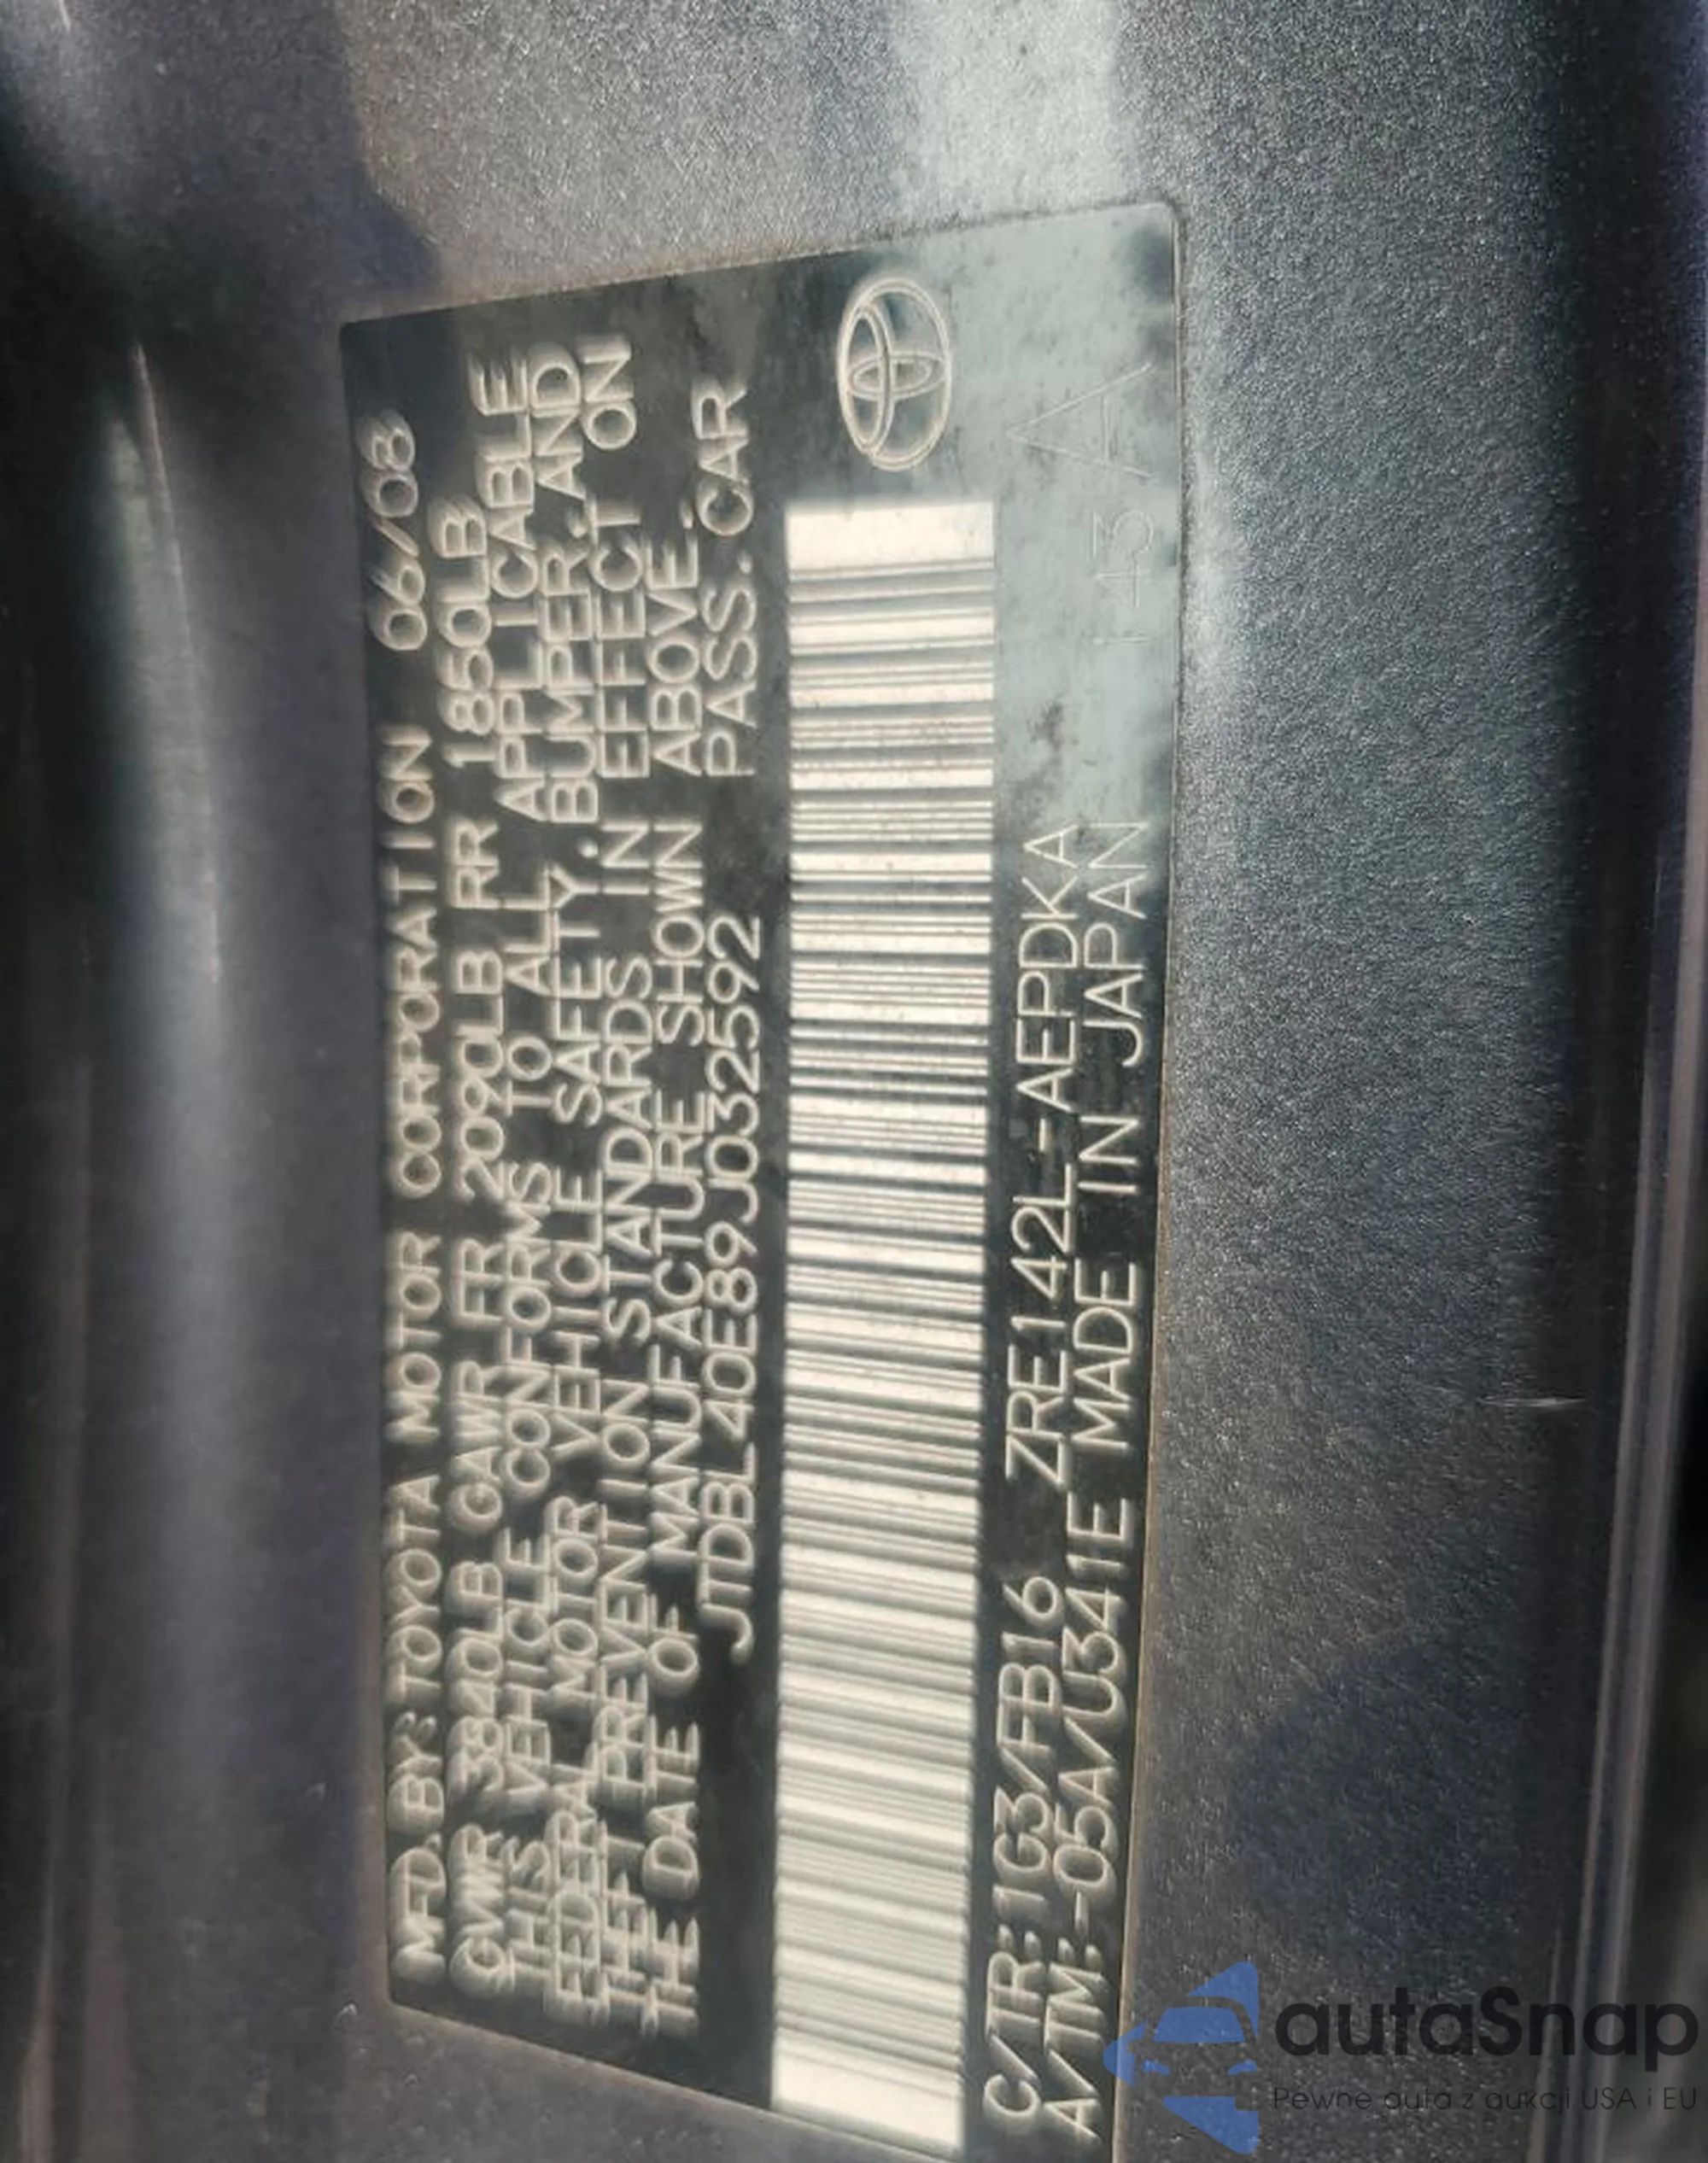 MFD.BY:TOYOTA MOTOR CORPORATION 06/08
GVWR 3840LB GAWR FR 2090LB RR 1850LB
THIS VEHICLE CONFORMS TO ALL APPLICABLE
FEDERAL MOTOR VEHICLE SAFETY.BUMPER.AND
THEFT PREVENTION STANDARDS IN EFFECT ON
THE DATE OF MANUFACTURE SHOWN ABOVE.
JTDBL40E89J032592 PASS.CAR
C/TR:1G3/FB16 ZRE142L-AEPDKA
A/TM:-05A/U341E MADE IN JAPAN 143A
autaSnap
Pewne auta z aukcji USA i EU